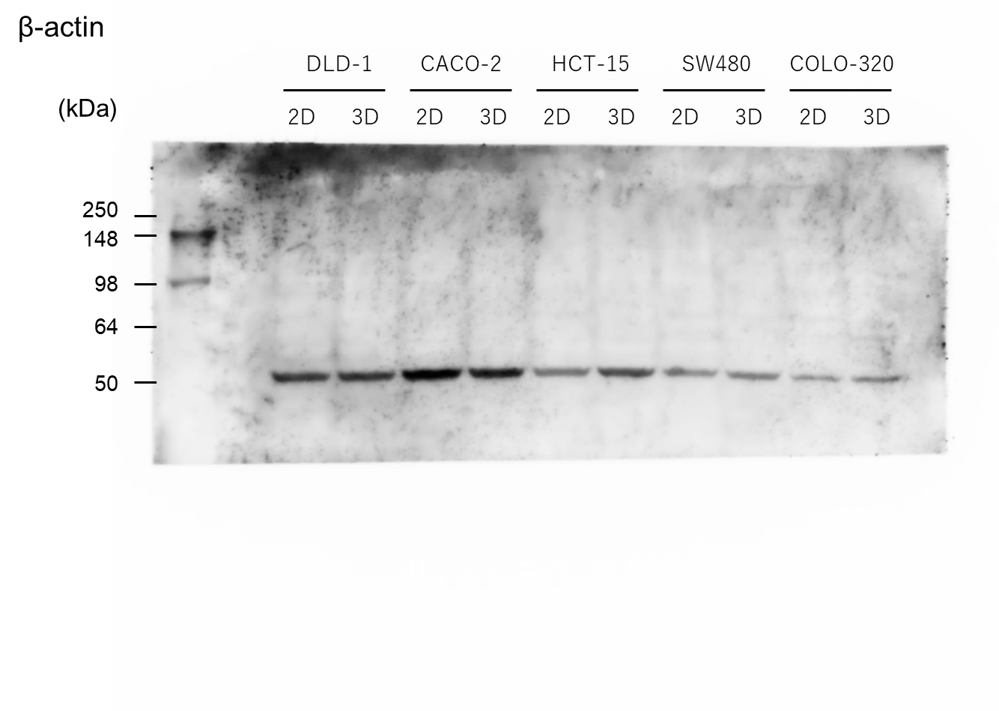 β-actin
DLD-1 CACO-2 HCT-15 SW480 COLO-320
(kDa)
2D 3D 2D 3D 2D 3D 2D 3D 2D 3D
250
148
98
64
50